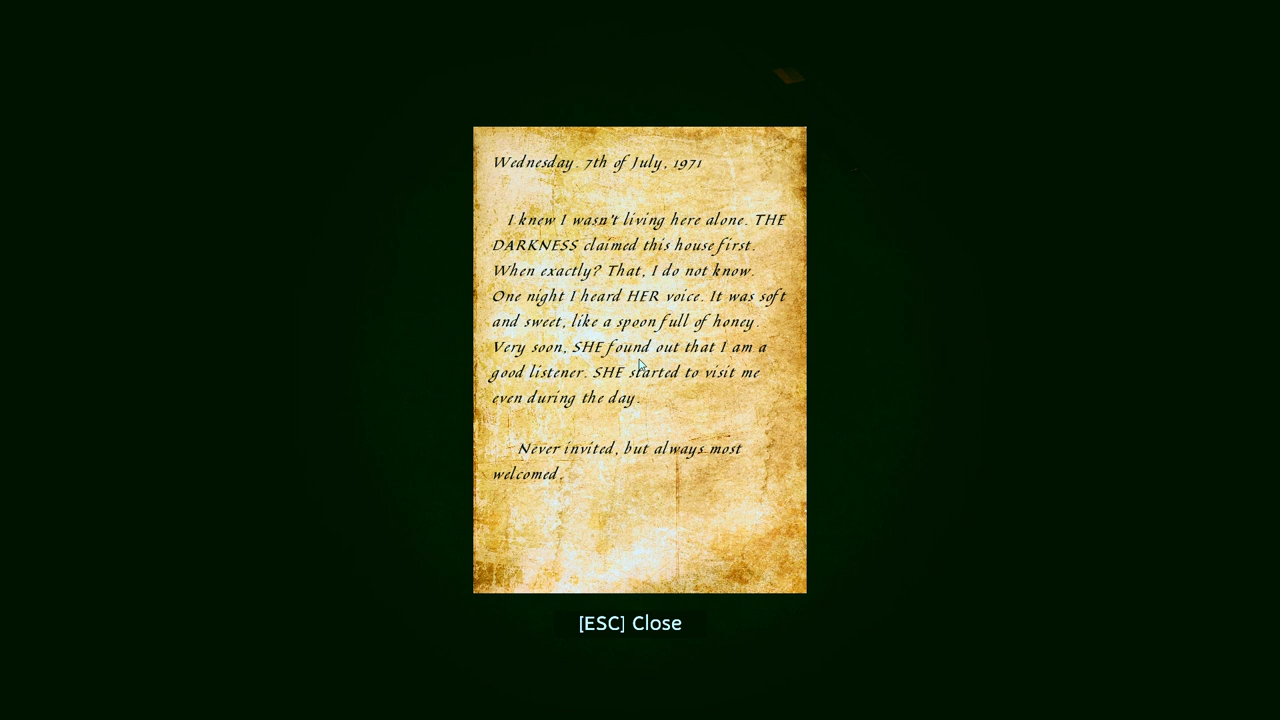 Wednesday. 7th of July, 1971
I knew I wasn't living here alone. THE
DARKNESS claimed this house first.
When exactly? That, I do not know.
One night I heard HER voice. It was soft
and sweet, like a spoon full of honey.
Very soon, SHE found out that I am a
good listener. SHE started to visit me
even during the day.
Never invited, but always most
welcomed.
[ESC] Close